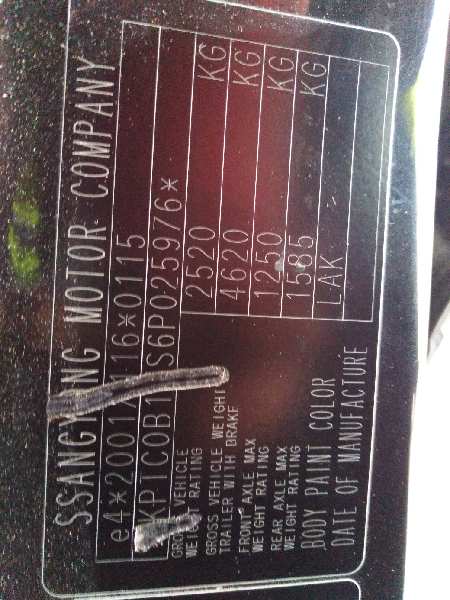 SSANGYONG MOTOR COMPANY
e4*2001/116*0115
KPTC0B1 S6P025976*
GROSS VEHICLE WEIGHT RATING 2520 KG
GROSS VEHICLE WEIGHT TRAILER WITH BRAKE 4620 KG
FRONT AXLE MAX WEIGHT RATING 1250 KG
REAR AXLE MAX WEIGHT RATING 1585 KG
BODY PAINT COLOR LAK
DATE OF MANUFACTURE